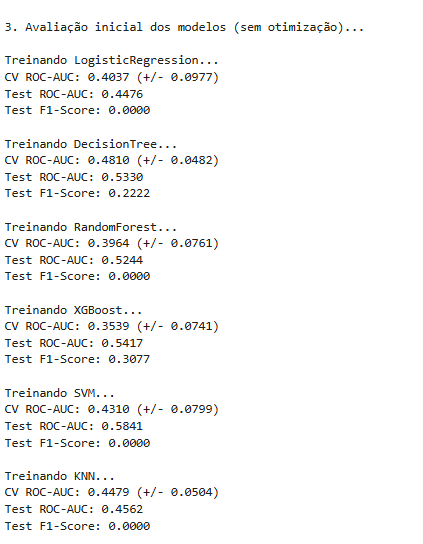 3. Avaliação inicial dos modelos (sem otimização)...
Treinando LogisticRegression...
CV ROC-AUC: 0.4037 (+/- 0.0977)
Test ROC-AUC: 0.4476
Test F1-Score: 0.0000
Treinando DecisionTree...
CV ROC-AUC: 0.4810 (+/- 0.0482)
Test ROC-AUC: 0.5330
Test F1-Score: 0.2222
Treinando RandomForest...
CV ROC-AUC: 0.3964 (+/- 0.0761)
Test ROC-AUC: 0.5244
Test F1-Score: 0.0000
Treinando XGBoost...
CV ROC-AUC: 0.3539 (+/- 0.0741)
Test ROC-AUC: 0.5417
Test F1-Score: 0.3077
Treinando SVM...
CV ROC-AUC: 0.4310 (+/- 0.0799)
Test ROC-AUC: 0.5841
Test F1-Score: 0.0000
Treinando KNN...
CV ROC-AUC: 0.4479 (+/- 0.0504)
Test ROC-AUC: 0.4562
Test F1-Score: 0.0000